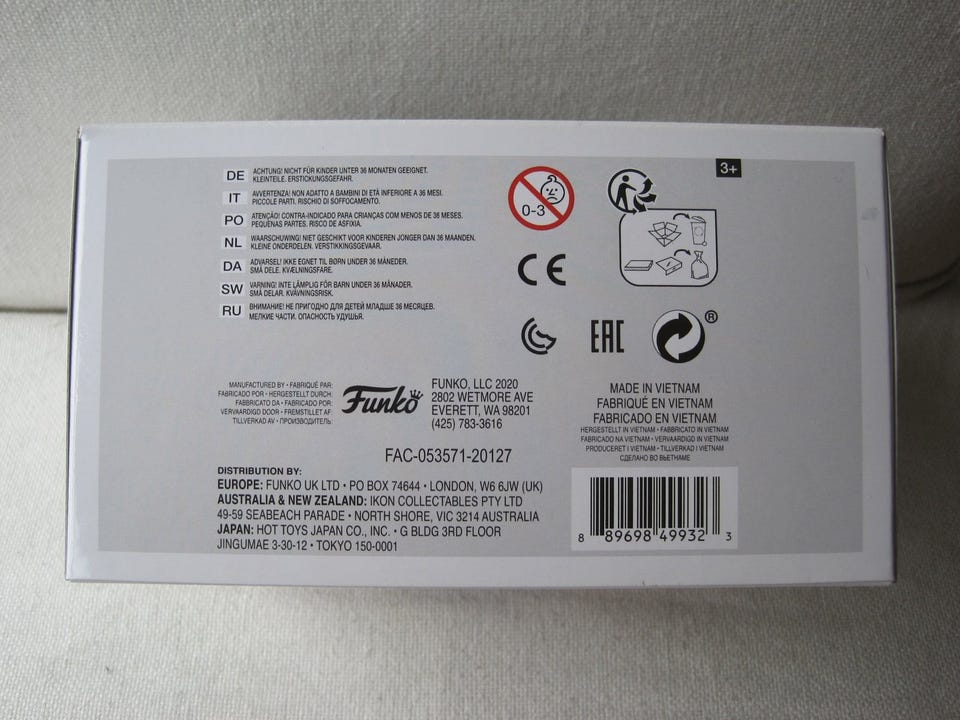 DE ACHTUNG! NICHT FÜR KINDER UNTER 36 MONATEN GEEIGNET.
KLEINTEILE. ERSTICKUNGSGEFAHR.
IT AVVERTENZA! NON ADATTO A BAMBINI DI ETÀ INFERIORE A 36 MESI.
PICCOLE PARTI. RISCHIO DI SOFFOCAMENTO.
PO ATENÇÃO! CONTRA-INDICADO PARA CRIANÇAS COM MENOS DE 36 MESES.
PEQUENAS PARTES. RISCO DE ASFIXIA.
NL WAARSCHUWING! NIET GESCHIKT VOOR KINDEREN JONGER DAN 36 MAANDEN.
KLEINE ONDERDELEN. VERSTIKKINGSGEVAAR.
DA ADVARSEL! IKKE EGNET TIL BØRN UNDER 36 MÅNEDER.
SMÅ DELE. KVÆLNINGSFARE.
SW VARNING! INTE LÄMPLIG FÖR BARN UNDER 36 MÅNADER.
SMÅ DELAR. KVÄVNINGSRISK.
RU ВНИМАНИЕ! НЕ ПРИГОДНО ДЛЯ ДЕТЕЙ МЛАДШЕ 36 МЕСЯЦЕВ.
МЕЛКИЕ ЧАСТИ. ОПАСНОСТЬ УДУШЬЯ.
0-3
3+
CE
EAC
®
MANUFACTURED BY • FABRIQUÉ PAR:
FABRICADO POR • HERGESTELLT DURCH:
FABBRICATO DA • FABRICADO POR:
VERVAARDIGD DOOR • FREMSTILLET AF:
TILLVERKAD AV • ПРОИЗВОДИТЕЛЬ:
Funko
FUNKO, LLC 2020
2802 WETMORE AVE
EVERETT, WA 98201
(425) 783-3616
MADE IN VIETNAM
FABRIQUÉ EN VIETNAM
FABRICADO EN VIETNAM
HERGESTELLT IN VIETNAM • FABBRICATO IN VIETNAM
FABRICADO NA VIETNAM • VERVAARDIGD IN VIETNAM
PRODUCERET I VIETNAM • TILLVERKAD I VIETNAM
СДЕЛАНО ВО ВЬЕТНАМЕ
FAC-053571-20127
DISTRIBUTION BY:
EUROPE: FUNKO UK LTD • PO BOX 74644 • LONDON, W6 6JW (UK)
AUSTRALIA & NEW ZEALAND: IKON COLLECTABLES PTY LTD
49-59 SEABEACH PARADE • NORTH SHORE, VIC 3214 AUSTRALIA
JAPAN: HOT TOYS JAPAN CO., INC. • G BLDG 3RD FLOOR
JINGUMAE 3-30-12 • TOKYO 150-0001
8 89698 49932 3